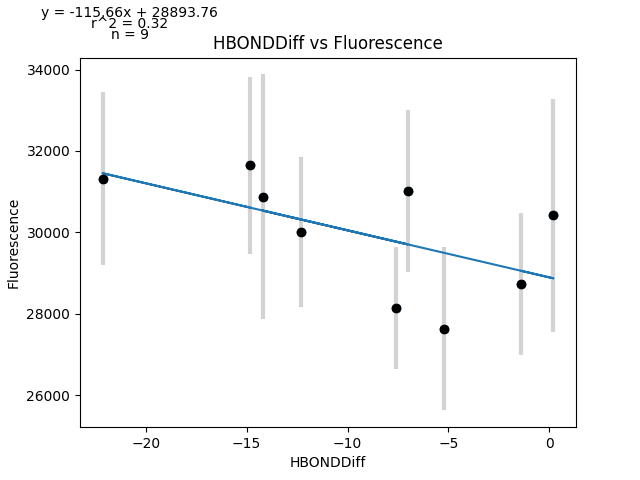 y = -115.66x + 28893.76
r^2 = 0.32
n = 9
HBONDDiff vs Fluorescence
34000
32000
30000
28000
26000
Fluorescence
−20
−15
−10
−5
0
HBONDDiff